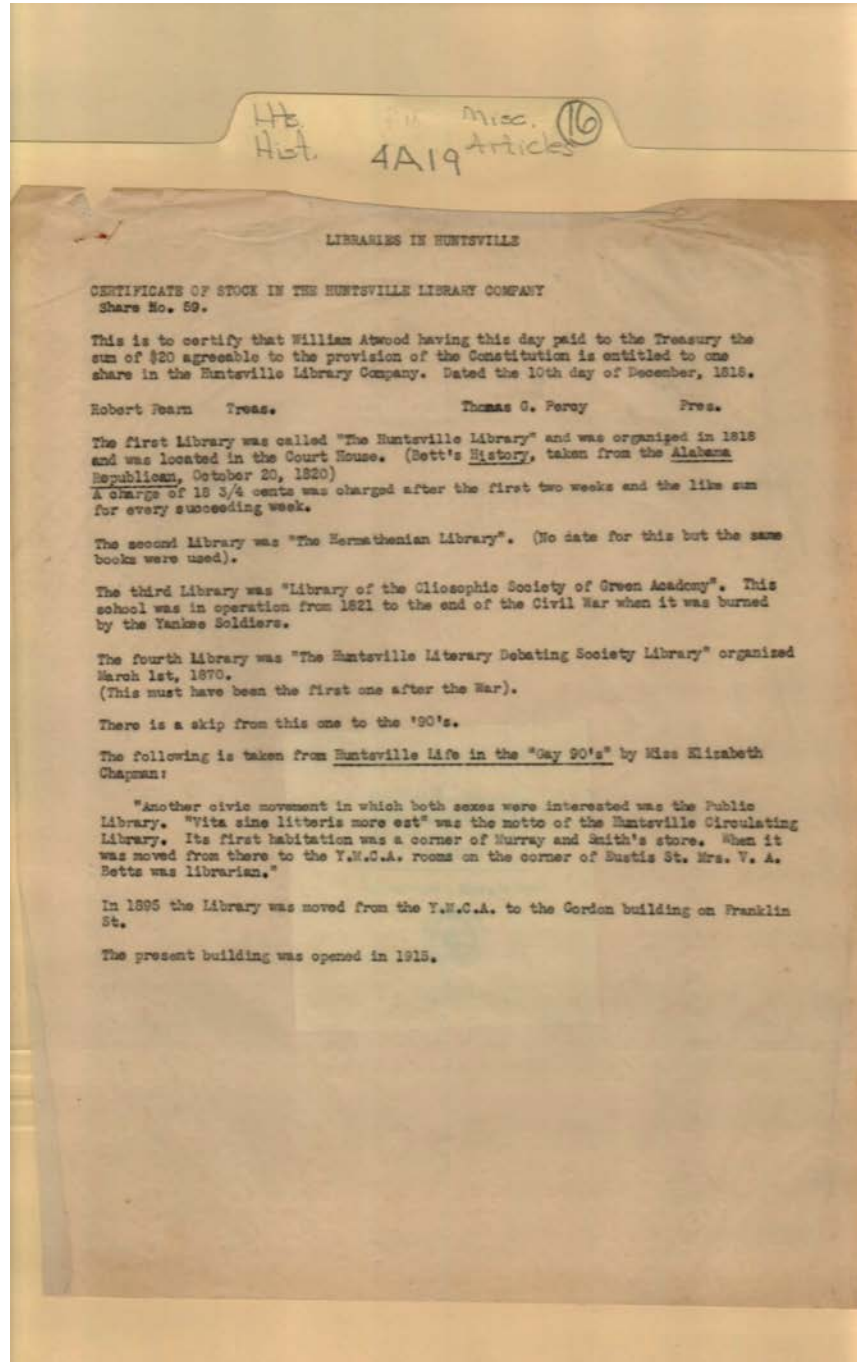 Hts. Misc. 16
Hist. 4A19 Articles
LIBRARIES IN HUNTSVILLE
CERTIFICATE OF STOCK IN THE HUNTSVILLE LIBRARY COMPANY
Share No. 59.
This is to certify that William Atwood having this day paid to the Treasury the
sum of $20 agreeable to the provision of the Constitution is entitled to one
share in the Huntsville Library Company. Dated the 10th day of December, 1818.
Robert Fearn Treas. Thomas G. Percy Pres.
The first Library was called "The Huntsville Library" and was organized in 1818
and was located in the Court House. (Bett's History, taken from the Alabama
Republican, October 20, 1820)
A charge of 18 3/4 cents was charged after the first two weeks and the like sum
for every succeeding week.
The second Library was "The Hermathenian Library". (No date for this but the same
books were used).
The third Library was "Library of the Cliosophic Society of Green Academy". This
school was in operation from 1821 to the end of the Civil War when it was burned
by the Yankee Soldiers.
The fourth Library was "The Huntsville Literary Debating Society Library" organized
March 1st, 1870.
(This must have been the first one after the War).
There is a skip from this one to the '90's.
The following is taken from Huntsville Life in the "Gay 90's" by Miss Elizabeth
Chapman:
"Another civic movement in which both sexes were interested was the Public
Library. "Vita sine litteris more est" was the motto of the Huntsville Circulating
Library. Its first habitation was a corner of Murray and Smith's store. When it
was moved from there to the Y.M.C.A. rooms on the corner of Eustis St. Mrs. V. A.
Betts was librarian."
In 1895 the Library was moved from the Y.M.C.A. to the Gordon building on Franklin
St.
The present building was opened in 1915.